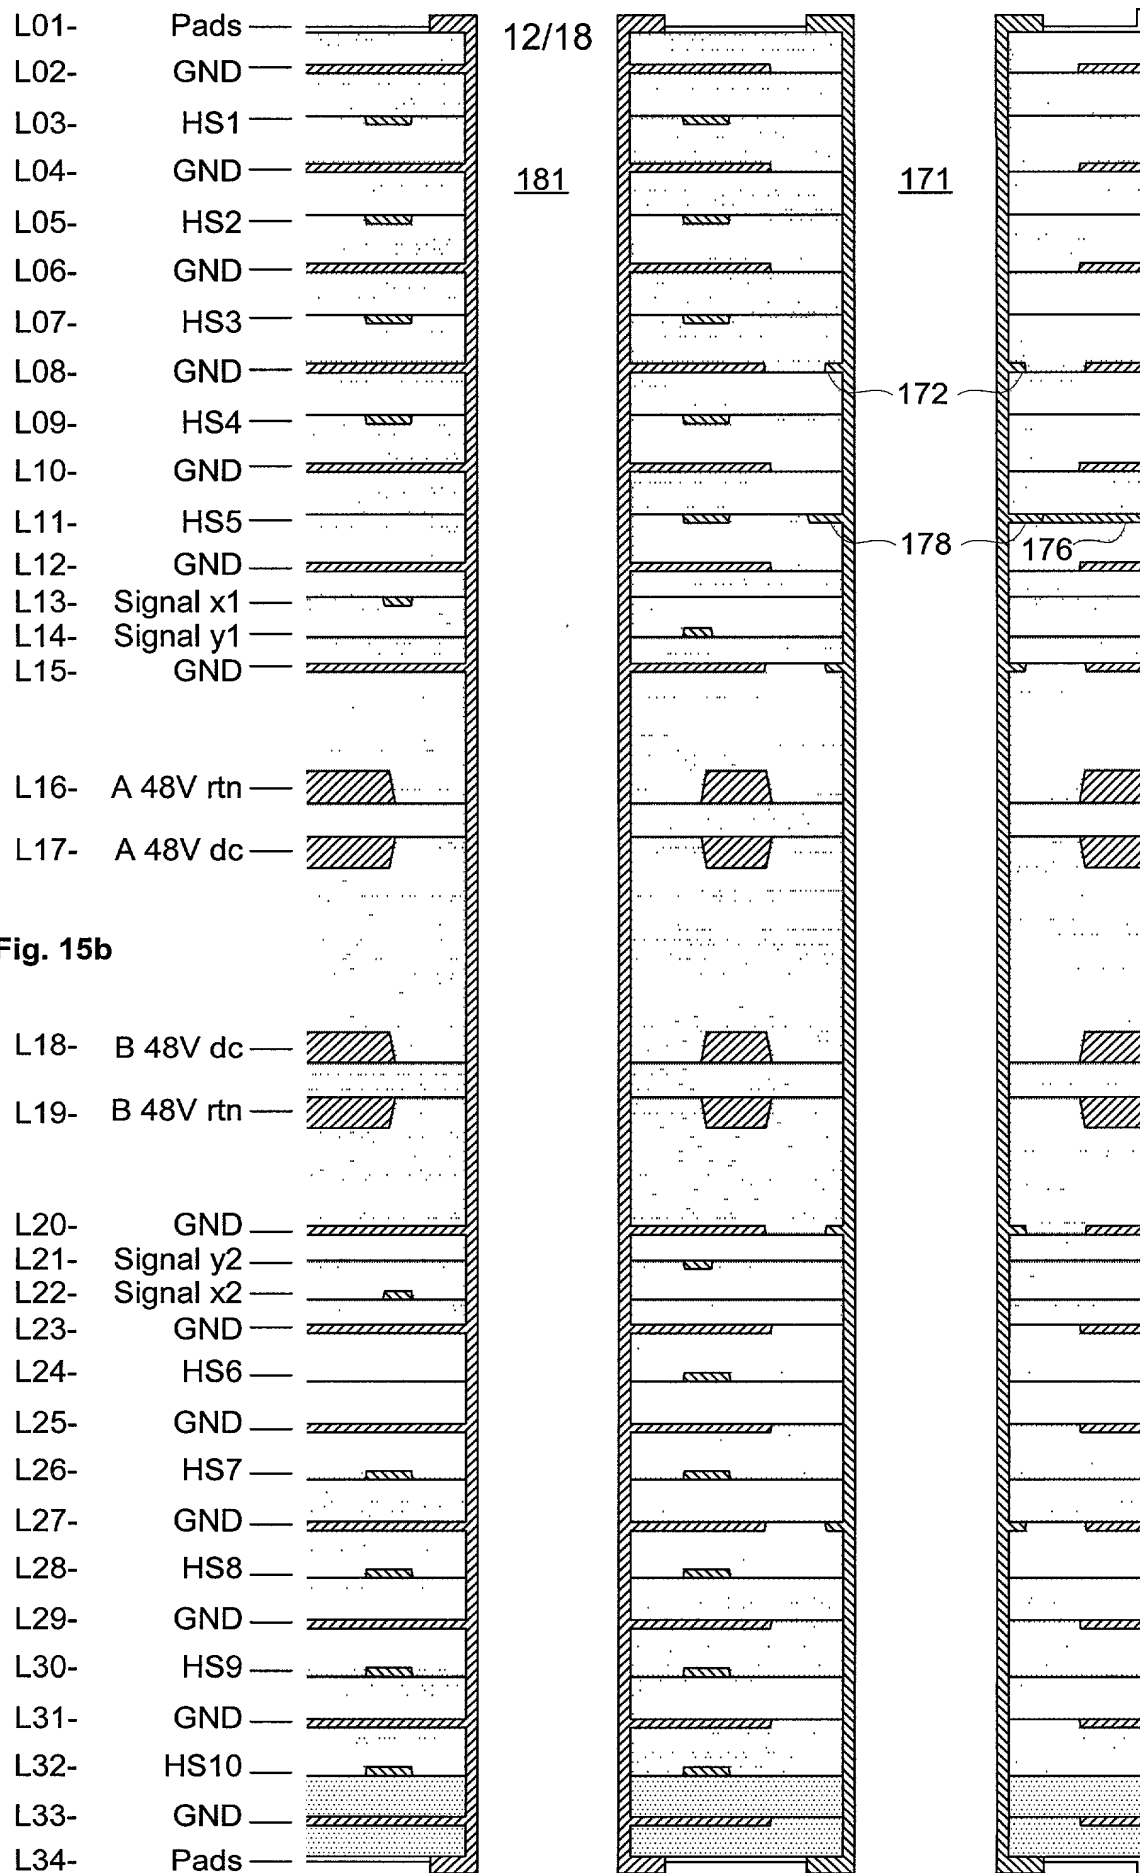 L01- Pads
12/18
L02- GND
L03- HS1
L04- GND
181 171
L05- HS2
L06- GND
L07- HS3
L08- GND
172
L09- HS4
L10- GND
L11- HS5
178 176
L12- GND
L13- Signal x1
L14- Signal y1
L15- GND
L16- A 48V rtn
L17- A 48V dc
Fig. 15b
L18- B 48V dc
L19- B 48V rtn
L20- GND
L21- Signal y2
L22- Signal x2
L23- GND
L24- HS6
L25- GND
L26- HS7
L27- GND
L28- HS8
L29- GND
L30- HS9
L31- GND
L32- HS10
L33- GND
L34- Pads